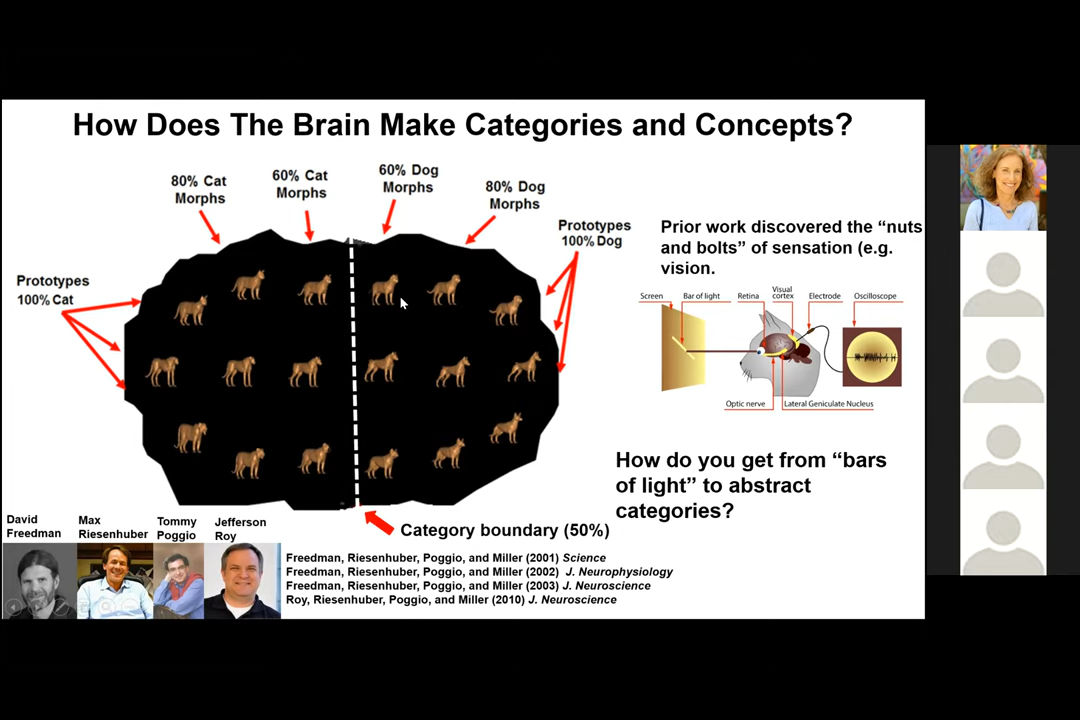 How Does The Brain Make Categories and Concepts?
80% Cat
Morphs
60% Cat
Morphs
60% Dog
Morphs
80% Dog
Morphs
Prototypes
100% Dog
Prototypes
100% Cat
Prior work discovered the “nuts
and bolts” of sensation (e.g.
vision.
Screen
Bar of light
Retina
Visual
cortex
Electrode
Oscilloscope
Optic nerve
Lateral Geniculate Nucleus
How do you get from “bars
of light” to abstract
categories?
Category boundary (50%)
David
Freedman
Max
Riesenhuber
Tommy
Poggio
Jefferson
Roy
Freedman, Riesenhuber, Poggio, and Miller (2001) Science
Freedman, Riesenhuber, Poggio, and Miller (2002) J. Neurophysiology
Freedman, Riesenhuber, Poggio, and Miller (2003) J. Neuroscience
Roy, Riesenhuber, Poggio, and Miller (2010) J. Neuroscience